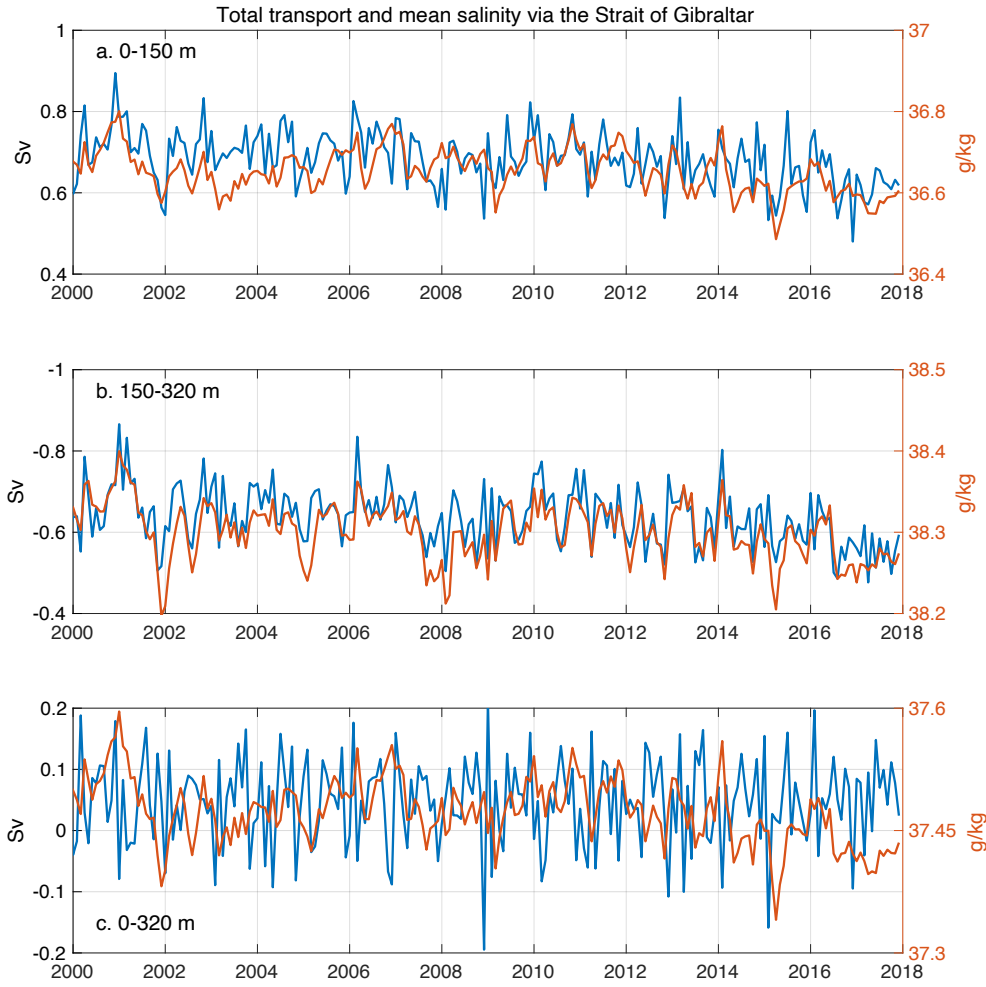 Total transport and mean salinity via the Strait of Gibraltar
1 37
a. 0-150 m
0.8 36.8
Sv g/kg
0.6 36.6
0.4 36.4
2000 2002 2004 2006 2008 2010 2012 2014 2016 2018
-1 38.5
b. 150-320 m
-0.8 38.4
Sv g/kg
-0.6 38.3
-0.4 38.2
2000 2002 2004 2006 2008 2010 2012 2014 2016 2018
0.2 37.6
0.1
Sv 0 37.45 g/kg
-0.1
c. 0-320 m
-0.2 37.3
2000 2002 2004 2006 2008 2010 2012 2014 2016 2018